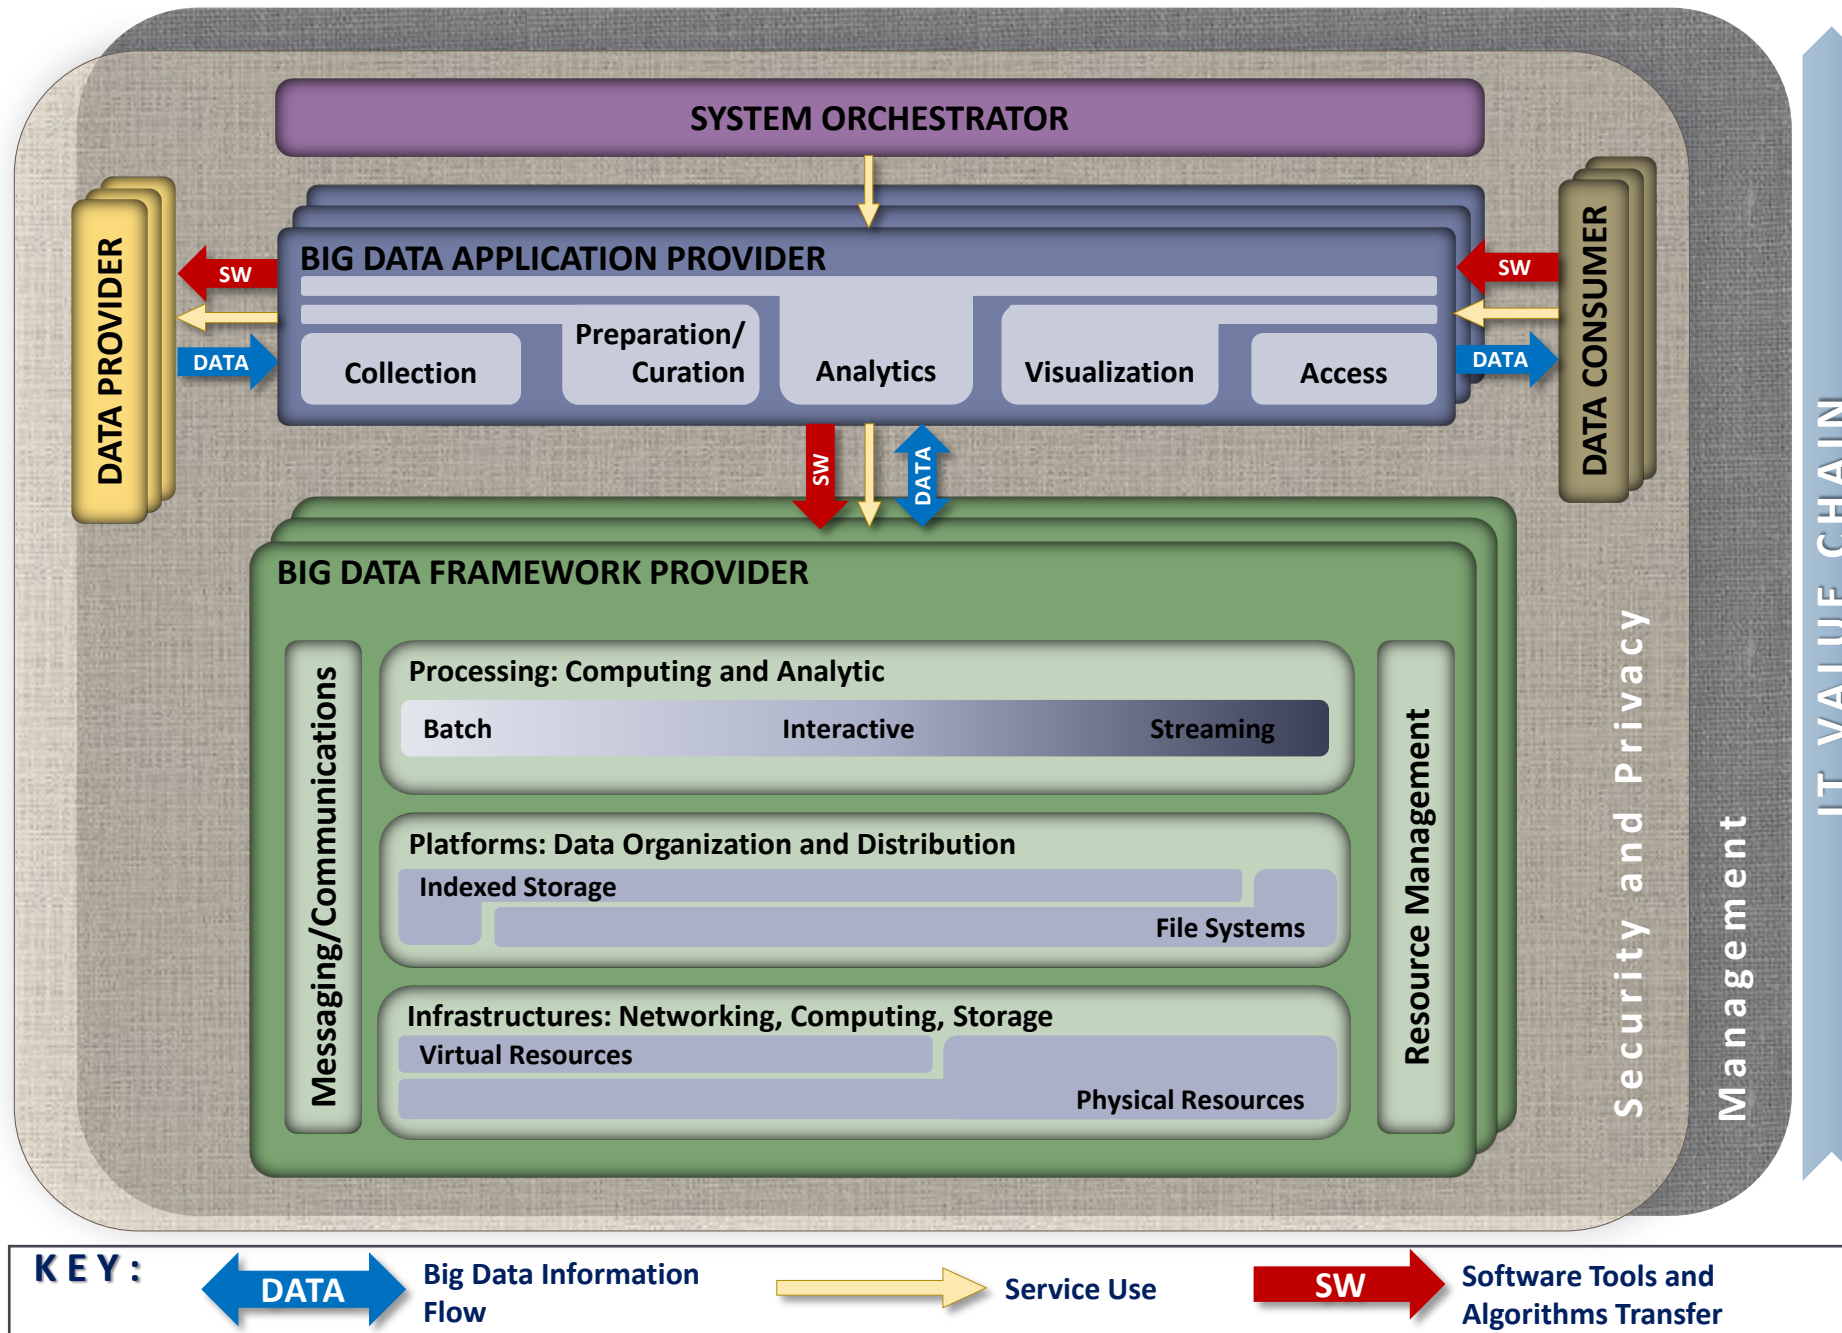 SYSTEM ORCHESTRATOR
DATA PROVIDER
SW
DATA
BIG DATA APPLICATION PROVIDER
Collection
Preparation/
Curation
Analytics
Visualization
Access
SW
DATA
DATA CONSUMER
SW
DATA
BIG DATA FRAMEWORK PROVIDER
Messaging/Communications
Processing: Computing and Analytic
Batch
Interactive
Streaming
Platforms: Data Organization and Distribution
Indexed Storage
File Systems
Infrastructures: Networking, Computing, Storage
Virtual Resources
Physical Resources
Resource Management
Security and Privacy
Management
IT VALUE CHAIN
KEY:
DATA
Big Data Information
Flow
Service Use
SW
Software Tools and
Algorithms Transfer